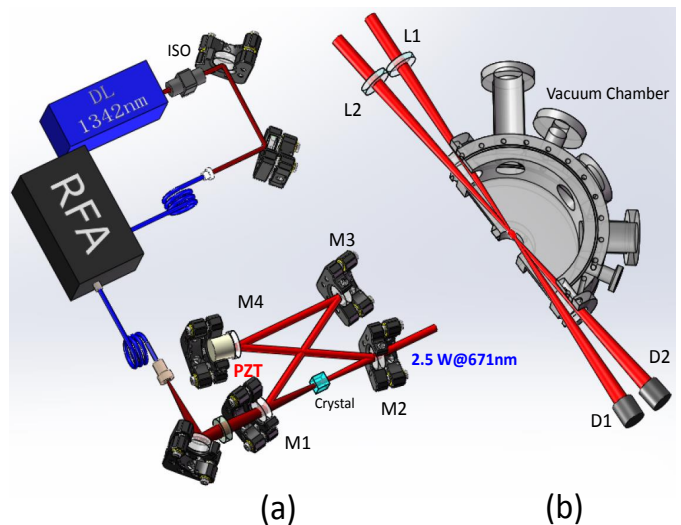 ISO
DL
1342nm
RFA
M3
M4
PZT
2.5 W@671nm
Crystal
M2
M1
(a)
L1
L2
Vacuum Chamber
D2
D1
(b)